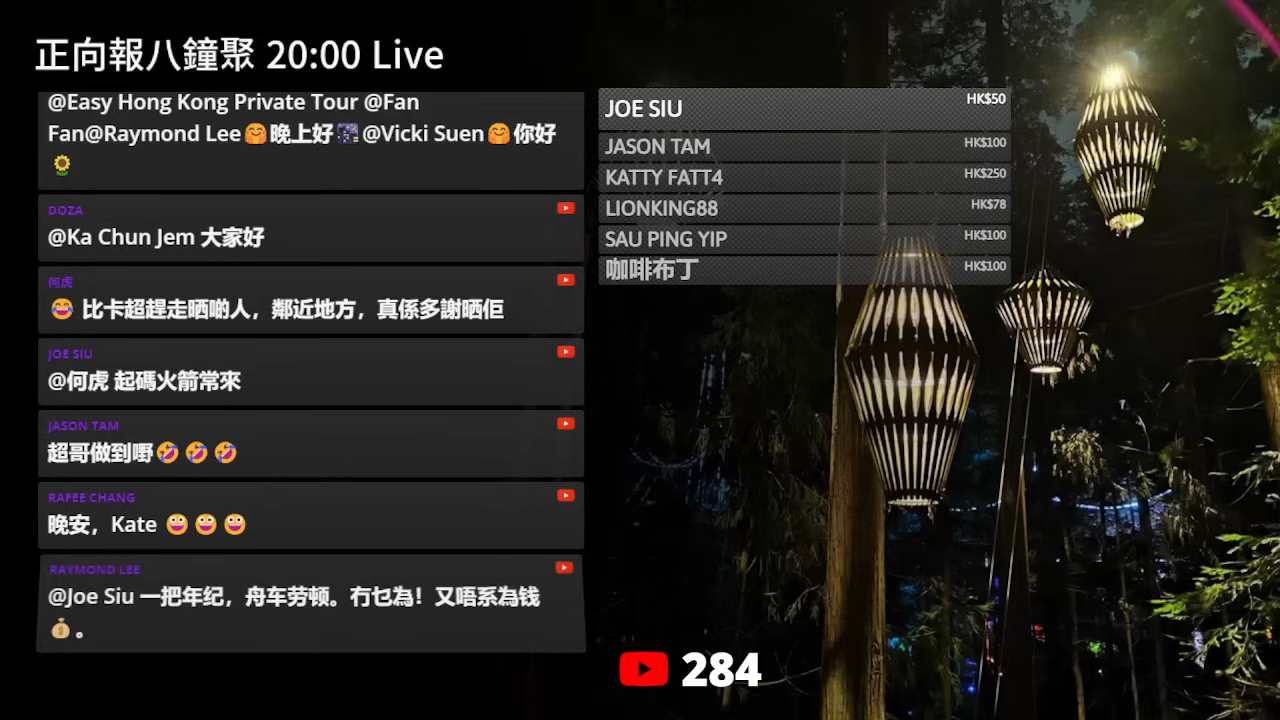 正向報八鐘聚 20:00 Live
@Easy Hong Kong Private Tour @Fan
Fan@Raymond Lee🤗晚上好🎆@Vicki Suen🤗你好
🌻
DOZA
@Ka Chun Jem 大家好
何虎
😂 比卡超趕走晒啲人，鄰近地方，真係多謝晒佢
JOE SIU
@何虎 起碼火箭常來
JASON TAM
超哥做到嘢🤣🤣🤣
RAFEE CHANG
晚安，Kate 😀😀😀
RAYMOND LEE
@Joe Siu 一把年纪，舟车劳顿。冇乜為！又唔系為钱
💰。
JOE SIU HK$50
JASON TAM HK$100
KATTY FATT4 HK$250
LIONKING88 HK$78
SAU PING YIP HK$100
咖啡布丁 HK$100
284